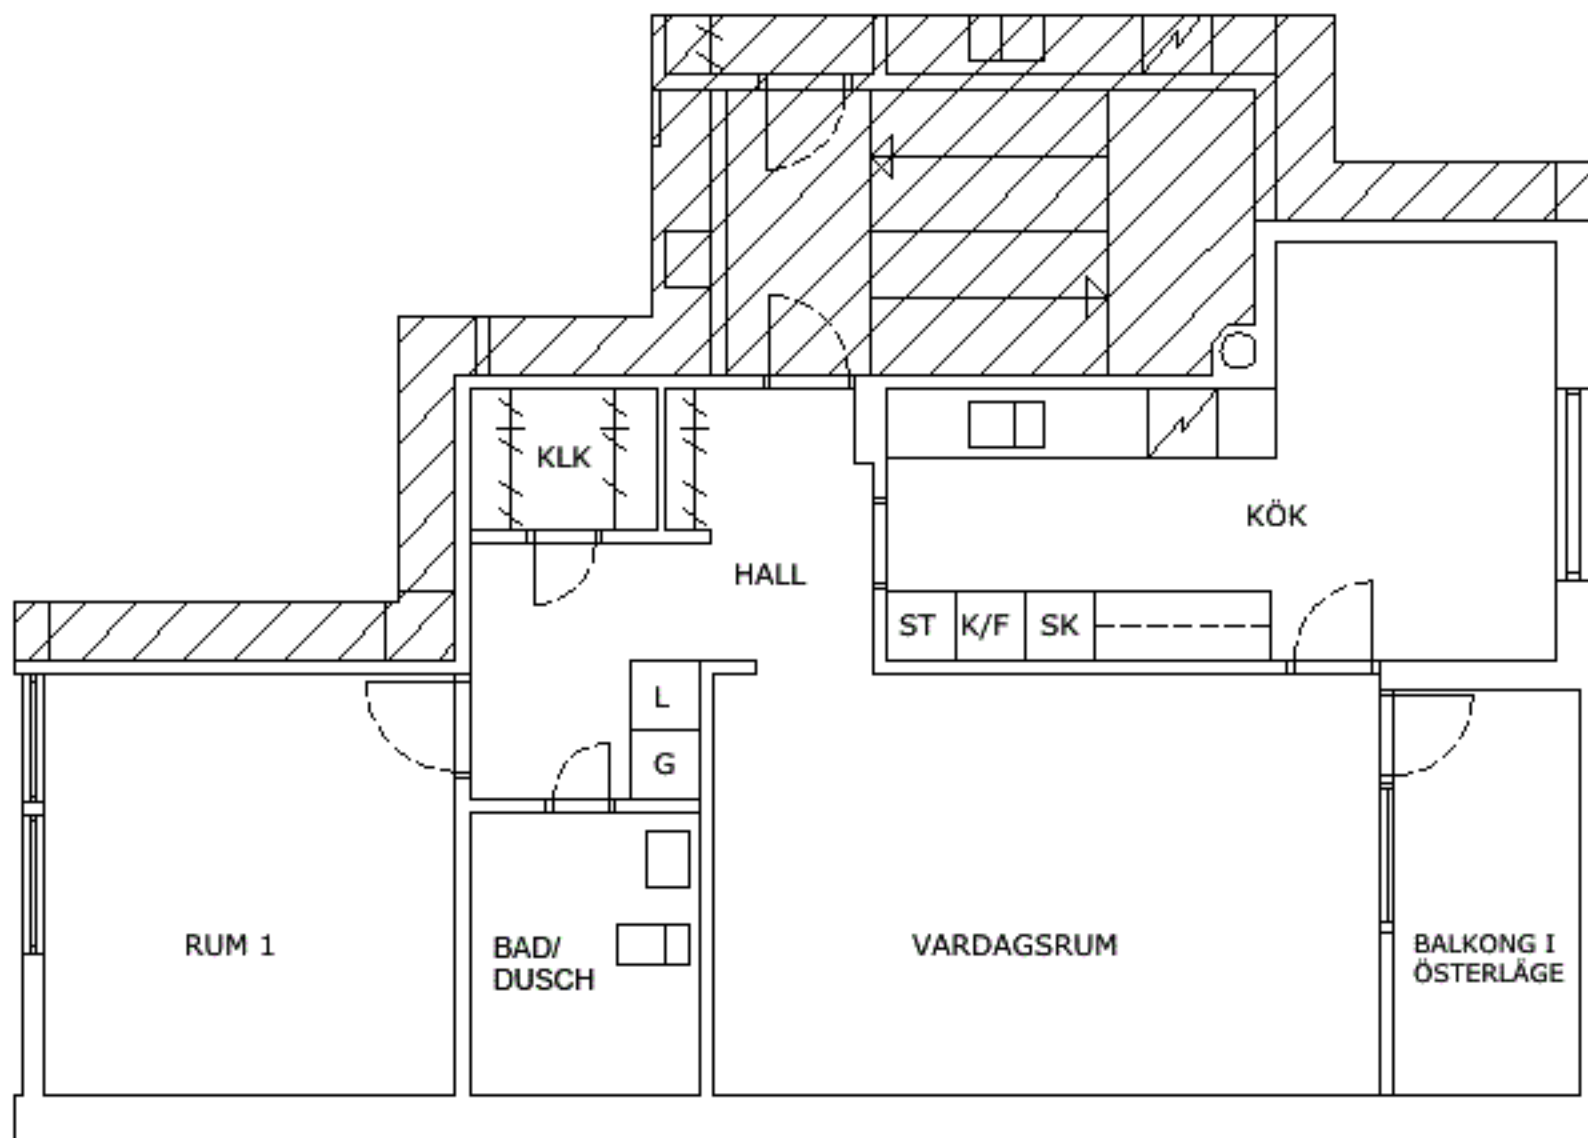 KLK
KÖK
HALL
ST K/F SK
L
G
RUM 1
BAD/
DUSCH
VARDAGSRUM
BALKONG I
ÖSTERLÄGE